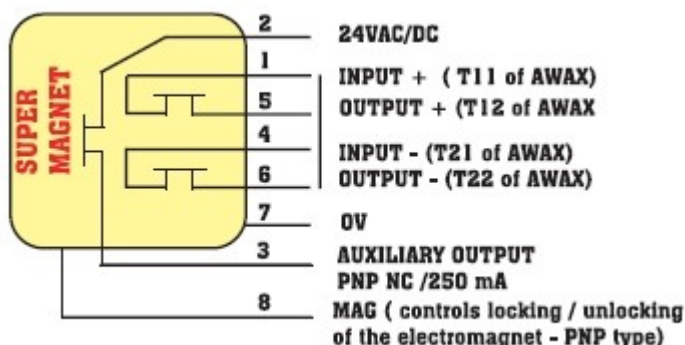 SUPER
MAGNET
2 24VAC/DC
1 INPUT + ( T11 of AWAX)
5 OUTPUT + (T12 of AWAX
4 INPUT - (T21 of AWAX)
6 OUTPUT - (T22 of AWAX)
7 0V
3 AUXILIARY OUTPUT
PNP NC /250 mA
8 MAG ( controls locking / unlocking
of the electromagnet - PNP type)